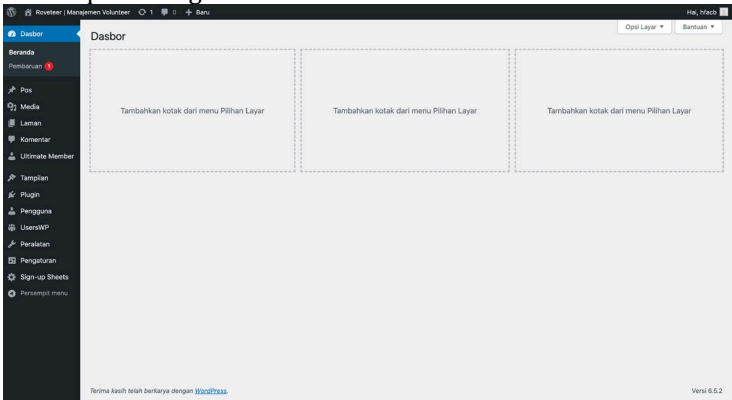 Roveteer | Manajemen Volunteer 1 0 + Baru Hai, hfacb
Opsi Layar ▼ Bantuan ▼
Dasbor
Beranda
Pembaruan 1
Pos
Media
Laman
Komentar
Ultimate Member
Tampilan
Plugin
Pengguna
UsersWP
Peralatan
Pengaturan
Sign-up Sheets
Persempit menu
Dasbor
Tambahkan kotak dari menu Pilihan Layar
Tambahkan kotak dari menu Pilihan Layar
Tambahkan kotak dari menu Pilihan Layar
Terima kasih telah berkarya dengan WordPress.
Versi 6.5.2